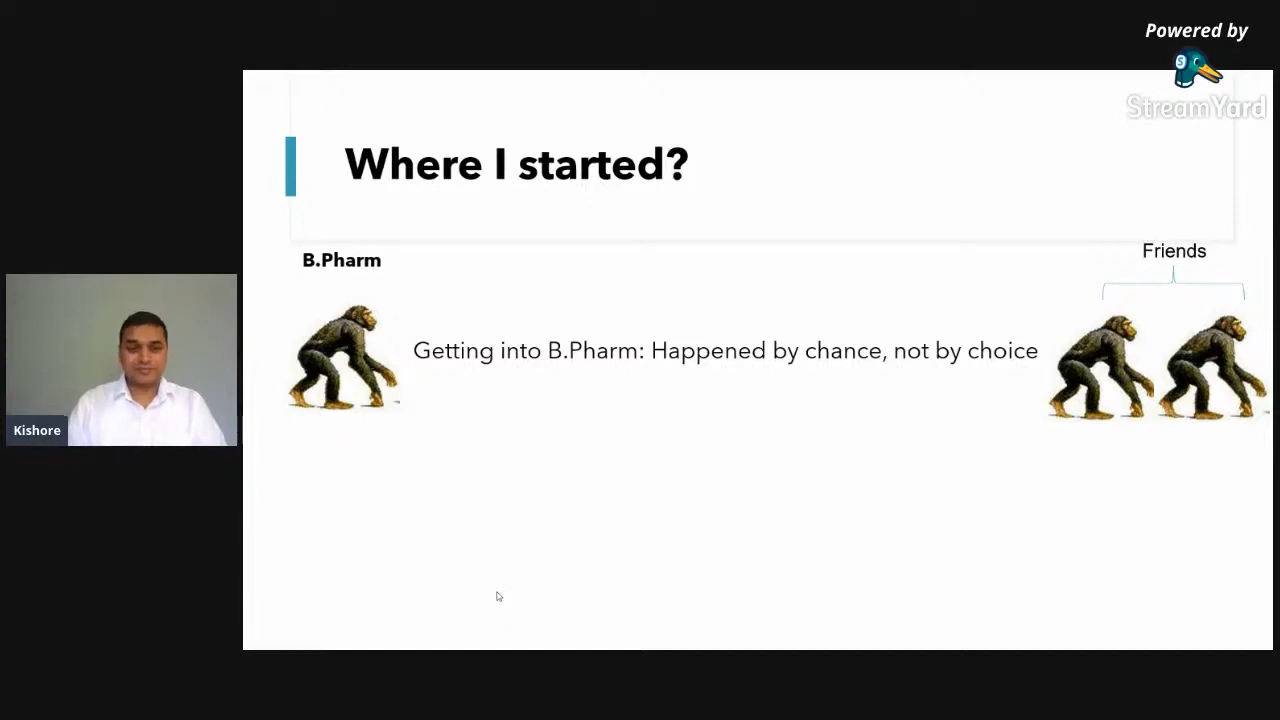 Powered by
StreamYard
Where I started?
B.Pharm
Friends
Getting into B.Pharm: Happened by chance, not by choice
Kishore